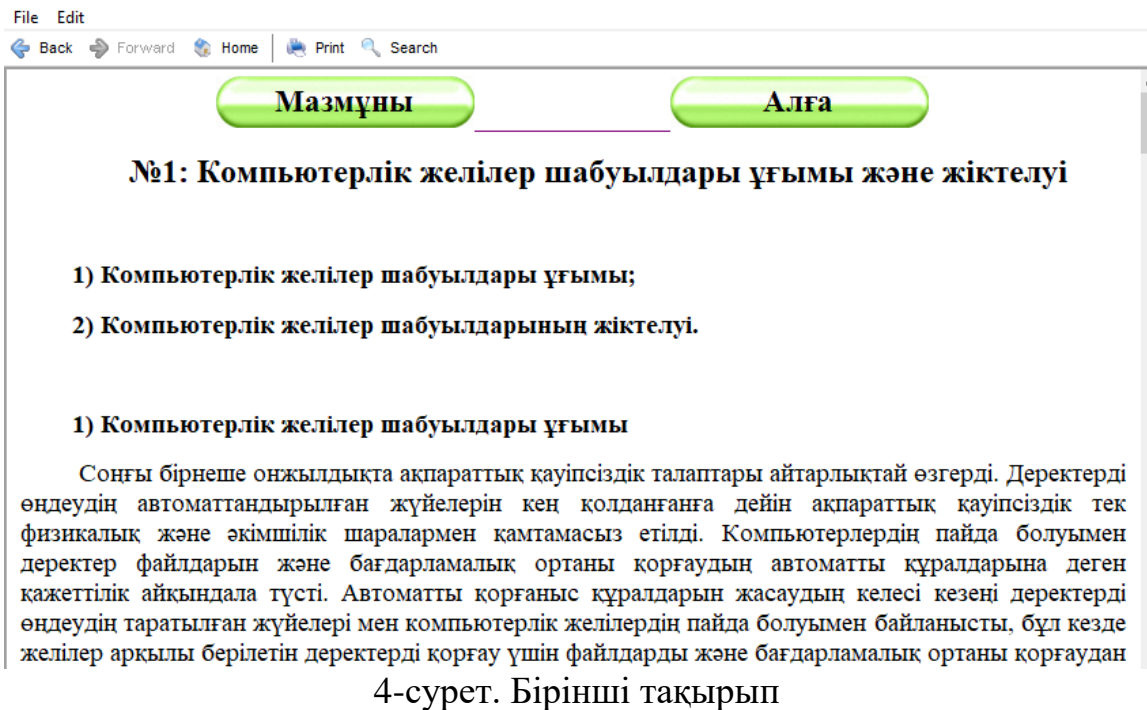 File Edit
Back Forward Home Print Search
Мазмұны Алға
№1: Компьютерлік желілер шабуылдары ұғымы және жіктелуі
1) Компьютерлік желілер шабуылдары ұғымы;
2) Компьютерлік желілер шабуылдарының жіктелуі.
1) Компьютерлік желілер шабуылдары ұғымы
Соңғы бірнеше онжылдықта ақпараттық қауіпсіздік талаптары айтарлықтай өзгерді. Деректерді
өңдеудің автоматтандырылған жүйелерін кең қолданғанға дейін ақпараттық қауіпсіздік тек
физикалық және әкімшілік шаралармен қамтамасыз етілді. Компьютерлердің пайда болуымен
деректер файлдарын және бағдарламалық ортаны қорғаудың автоматты құралдарына деген
қажеттілік айқындала түсті. Автоматты қорғаныс құралдарын жасаудың келесі кезеңі деректерді
өңдеудің таратылған жүйелері мен компьютерлік желілердің пайда болуымен байланысты, бұл кезде
желілер арқылы берілетін деректерді қорғау үшін файлдарды және бағдарламалық ортаны қорғаудан
4-сурет. Бірінші тақырып